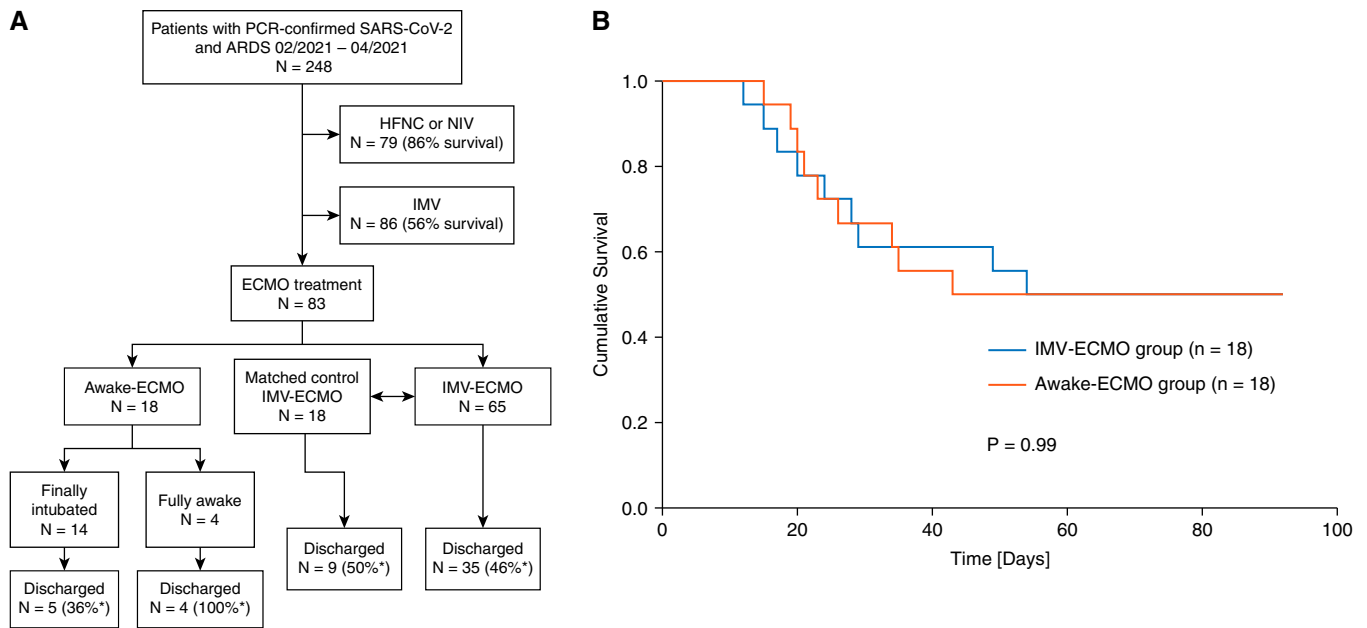 A
Patients with PCR-confirmed SARS-CoV-2
and ARDS 02/2021 – 04/2021
N = 248
HFNC or NIV
N = 79 (86% survival)
IMV
N = 86 (56% survival)
ECMO treatment
N = 83
Awake-ECMO
N = 18
Matched control
IMV-ECMO
N = 18
IMV-ECMO
N = 65
Finally
intubated
N = 14
Fully awake
N = 4
Discharged
N = 9 (50%*)
Discharged
N = 35 (46%*)
Discharged
N = 5 (36%*)
Discharged
N = 4 (100%*)
B
Cumulative Survival
1.0
0.8
0.6
0.4
0.2
0.0
0
20
40
60
80
100
Time [Days]
IMV-ECMO group (n = 18)
Awake-ECMO group (n = 18)
P = 0.99